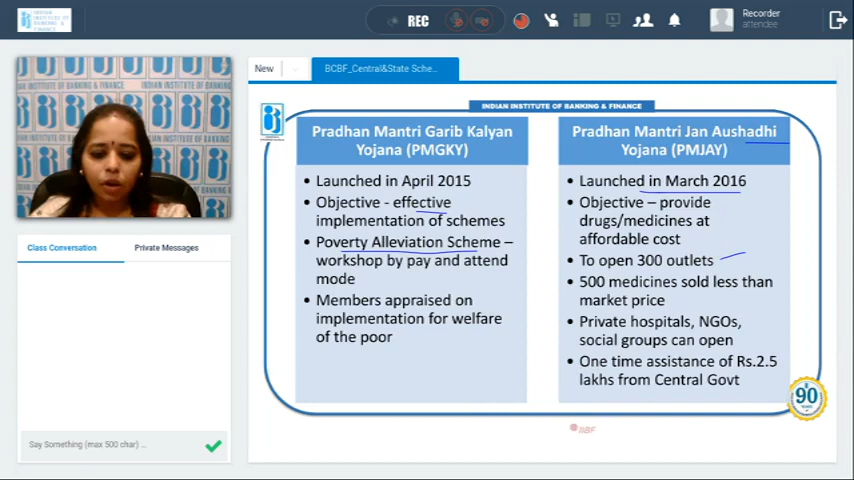 INDIAN
INSTITUTE OF
BANKING &
FINANCE
REC
Recorder
attendee
New
BCBF_Central&State Sche...
INDIAN INSTITUTE OF BANKING & FINANCE
Pradhan Mantri Garib Kalyan
Yojana (PMGKY)
• Launched in April 2015
• Objective - effective
implementation of schemes
• Poverty Alleviation Scheme –
workshop by pay and attend
mode
• Members appraised on
implementation for welfare
of the poor
Pradhan Mantri Jan Aushadhi
Yojana (PMJAY)
• Launched in March 2016
• Objective – provide
drugs/medicines at
affordable cost
• To open 300 outlets
• 500 medicines sold less than
market price
• Private hospitals, NGOs,
social groups can open
• One time assistance of Rs.2.5
lakhs from Central Govt
90
IIBF
Class Conversation
Private Messages
Say Something (max 500 char) ...